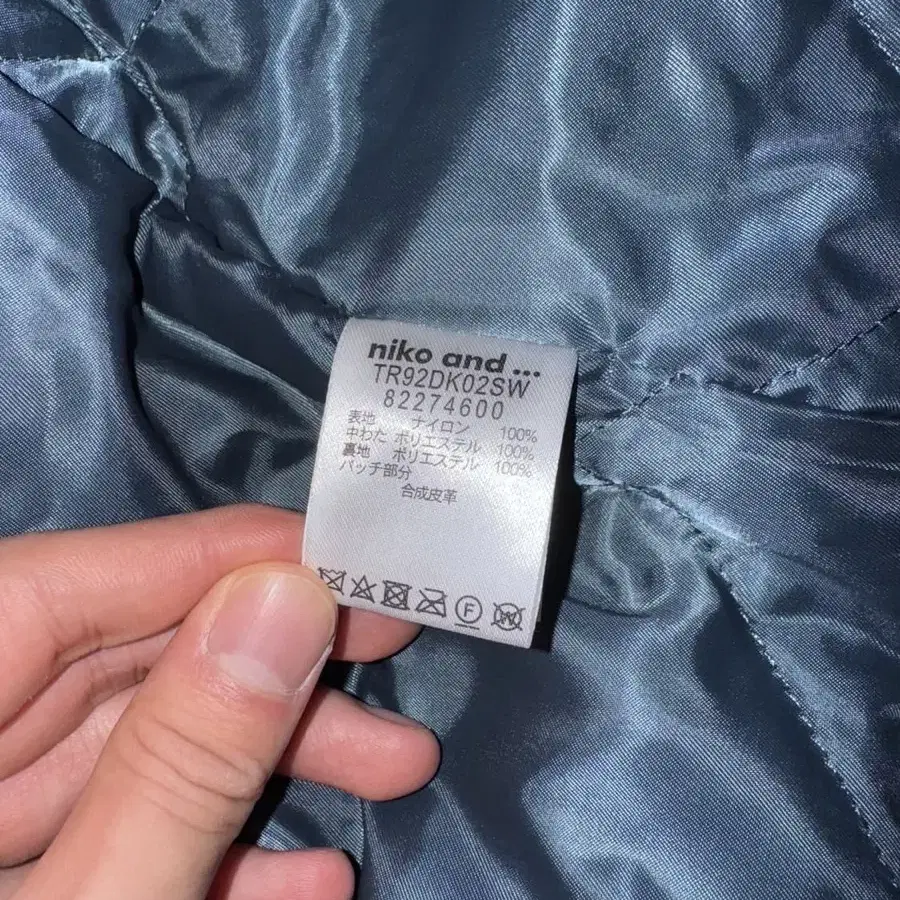 niko and ...
TR92DK02SW
82274600
表地 ナイロン 100%
中わた ポリエステル 100%
裏地 ポリエステル 100%
パッチ部分
合成皮革
F
W